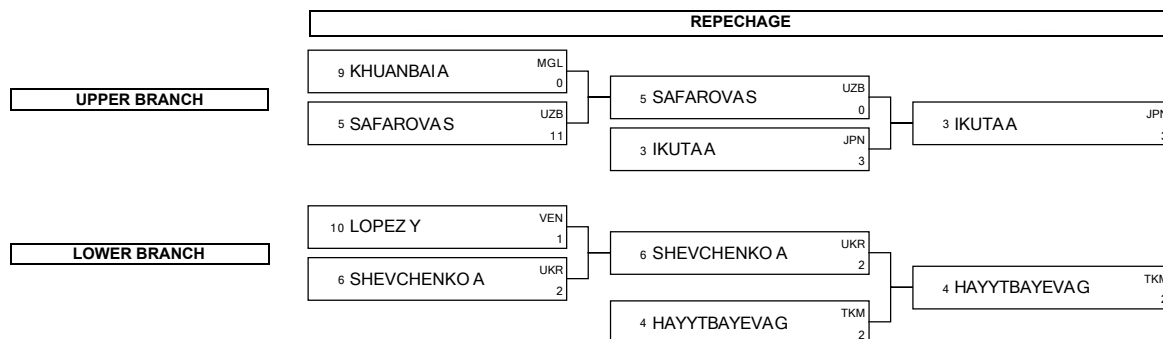 REPECHAGE
9 KHUANBAI A MGL 0
UPPER BRANCH
5 SAFAROVA S UZB 11
5 SAFAROVA S UZB 0
3 IKUTA A JPN 3
3 IKUTA A JPN
10 LOPEZ Y VEN 1
LOWER BRANCH
6 SHEVCHENKO A UKR 2
6 SHEVCHENKO A UKR 2
4 HAYYTBAYEVA G TKM 2
4 HAYYTBAYEVA G TKM